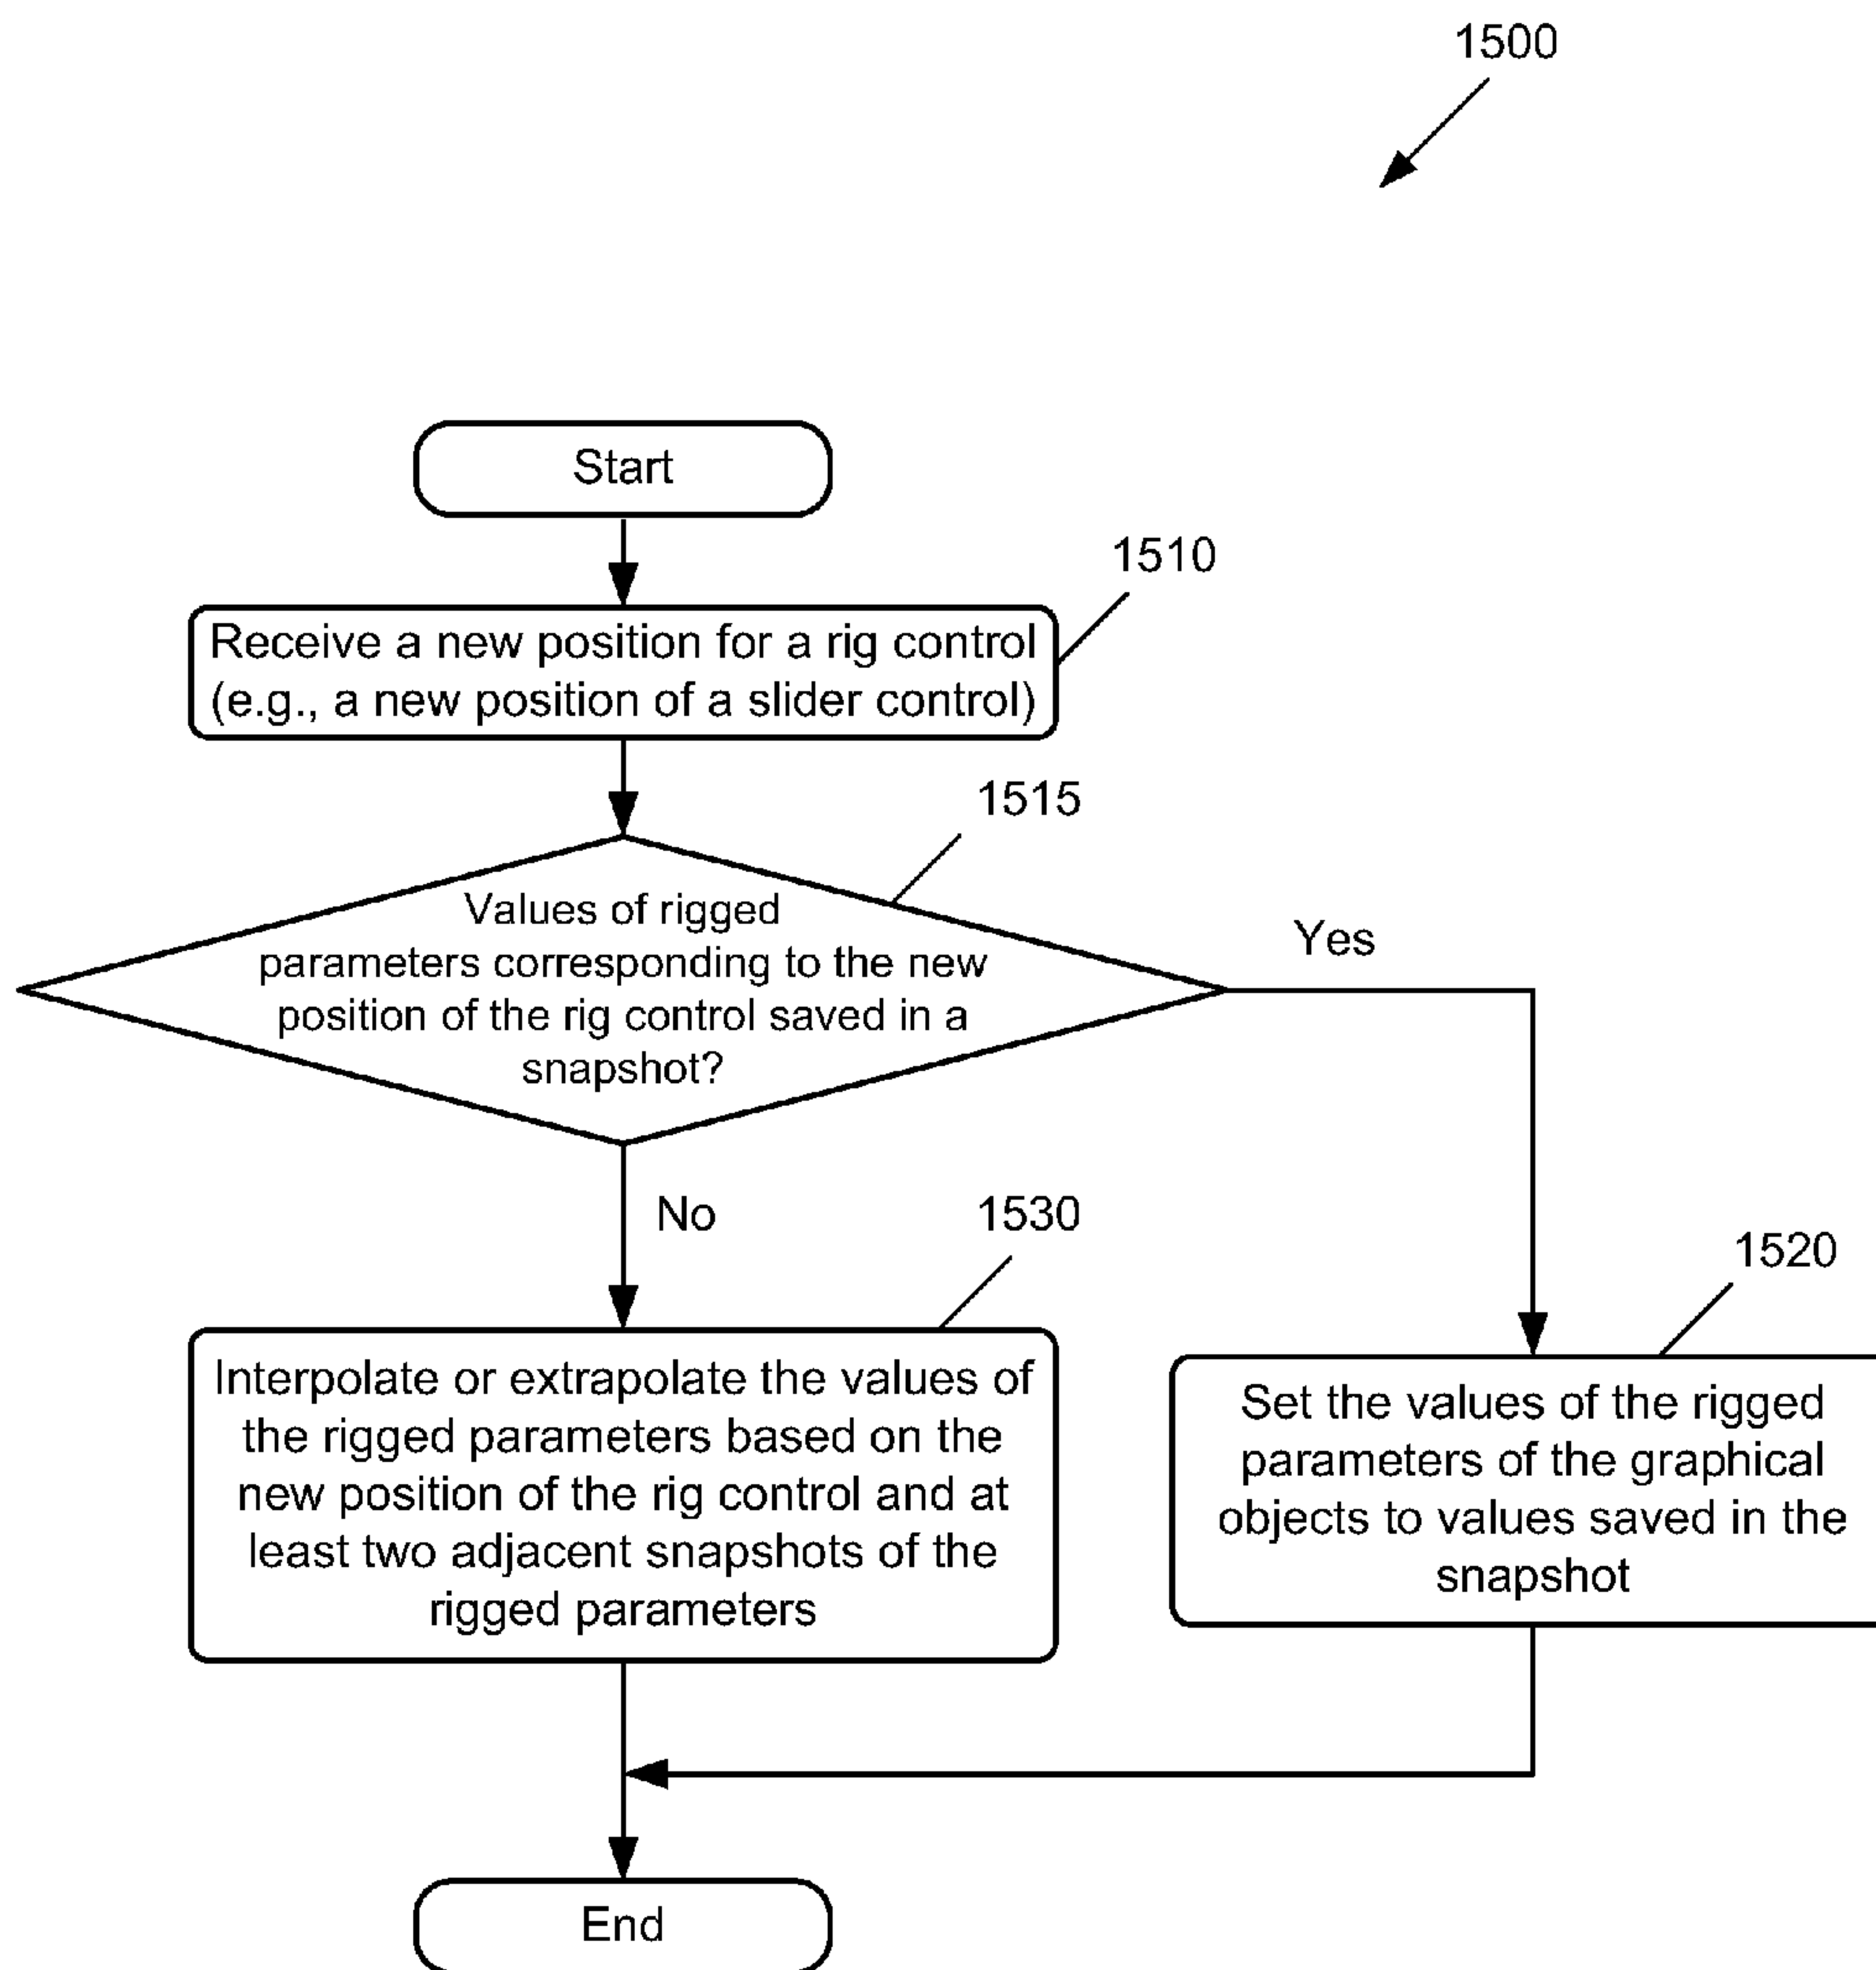 1500
Start
1510
Receive a new position for a rig control
(e.g., a new position of a slider control)
1515
Values of rigged
parameters corresponding to the new
position of the rig control saved in a
snapshot?
Yes
No
1530
1520
Interpolate or extrapolate the values of
the rigged parameters based on the
new position of the rig control and at
least two adjacent snapshots of the
rigged parameters
Set the values of the rigged
parameters of the graphical
objects to values saved in the
snapshot
End